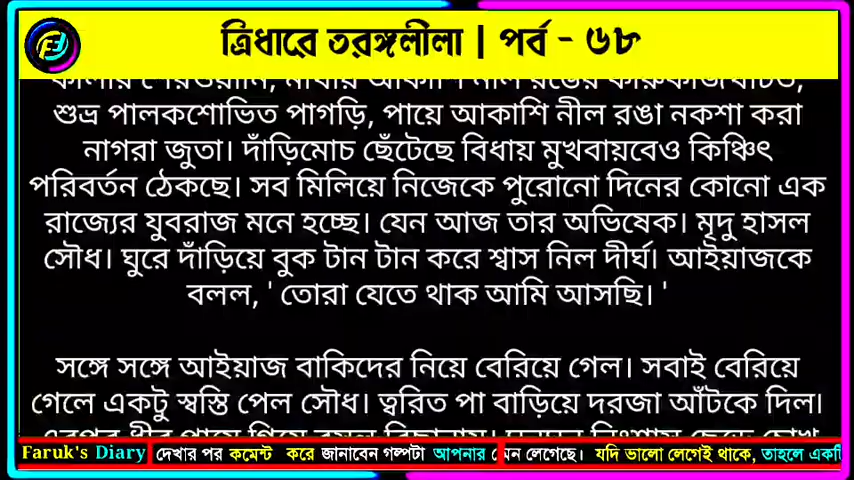 ত্রিধারে তরঙ্গলীলা | পর্ব - ৬৮
শুভ্র পালকশোভিত পাগড়ি, পায়ে আকাশি নীল রঙা নকশা করা
নাগরা জুতা। দাঁড়িমোচ ছেঁটেছে বিধায় মুখবায়বেও কিঞ্চিৎ
পরিবর্তন ঠেকছে। সব মিলিয়ে নিজেকে পুরোনো দিনের কোনো এক
রাজ্যের যুবরাজ মনে হচ্ছে। যেন আজ তার অভিষেক। মৃদু হাসল
সৌধ। ঘুরে দাঁড়িয়ে বুক টান টান করে শ্বাস নিল দীর্ঘ। আইয়াজকে
বলল, ' তোরা যেতে থাক আমি আসছি। '
সঙ্গে সঙ্গে আইয়াজ বাকিদের নিয়ে বেরিয়ে গেল। সবাই বেরিয়ে
গেলে একটু স্বস্তি পেল সৌধ। ত্বরিত পা বাড়িয়ে দরজা আঁটকে দিল।
Faruk's Diary দেখার পর কমেন্ট করে জানাবেন গল্পটা আপনার কেমন লেগেছে। যদি ভালো লেগেই থাকে, তাহলে একটি